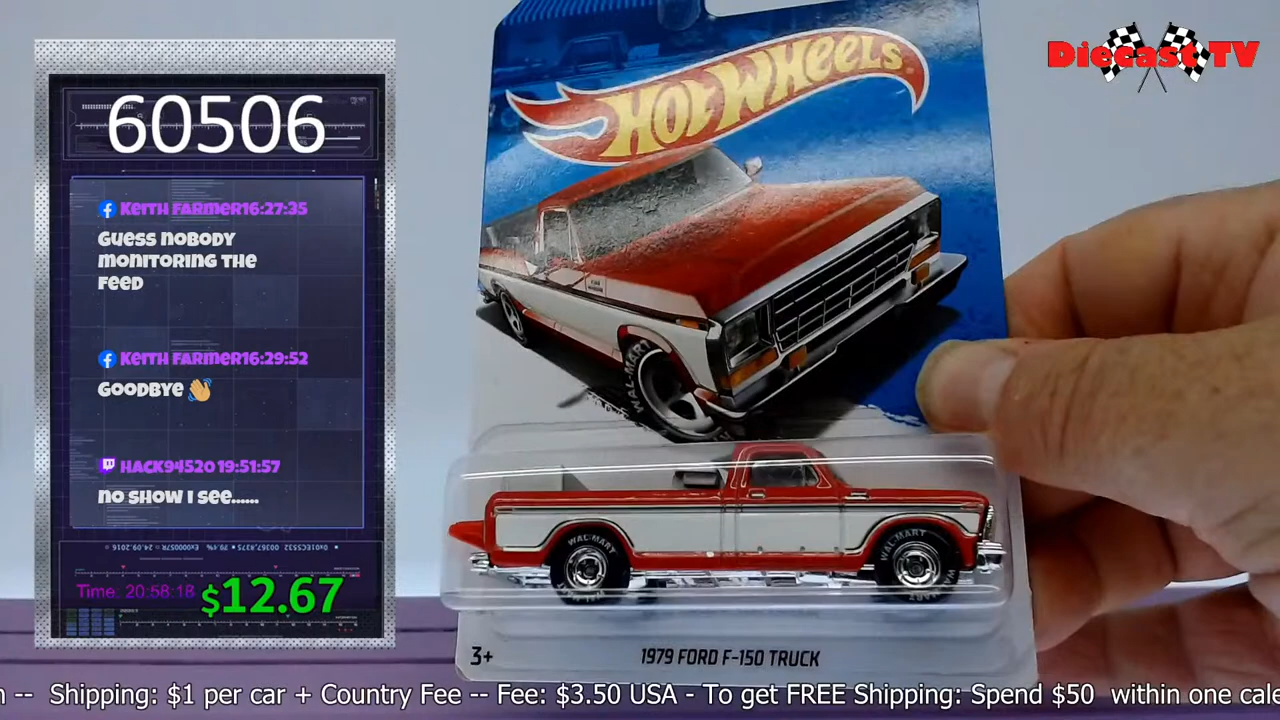 60506
Keith Farmer16:27:35
Guess nobody
monitoring the
feed
Keith Farmer16:29:52
Goodbye 👋🏼
hack94520 19:51:57
no show I see......
Time: 20:58:18
$12.67
Diecast TV
Hot Wheels
WAL-MART
WAL-MART
WAL-MART
3+
1979 FORD F-150 TRUCK
-- Shipping: $1 per car + Country Fee -- Fee: $3.50 USA - To get FREE Shipping: Spend $50 within one cale